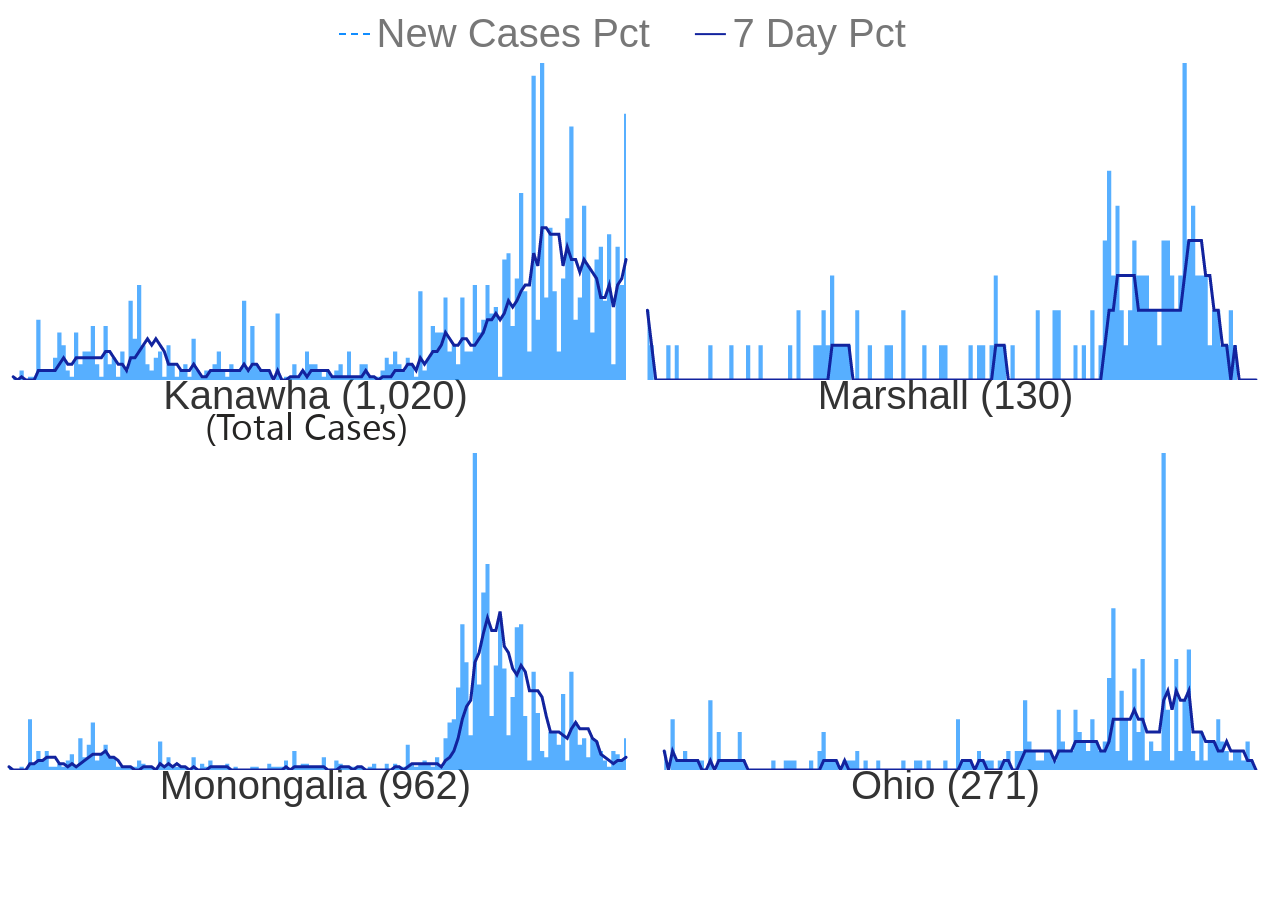 New Cases Pct 7 Day Pct
Kanawha (1,020) Marshall (130)
(Total Cases)
Monongalia (962) Ohio (271)